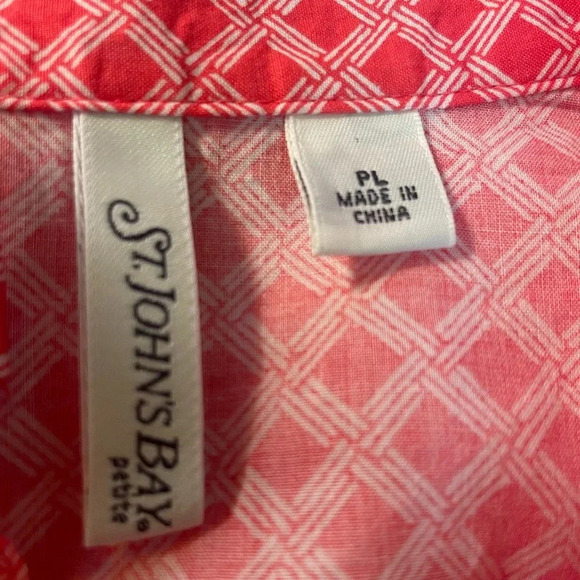 ST. JOHN'S BAY®
petite
PL
MADE IN
CHINA